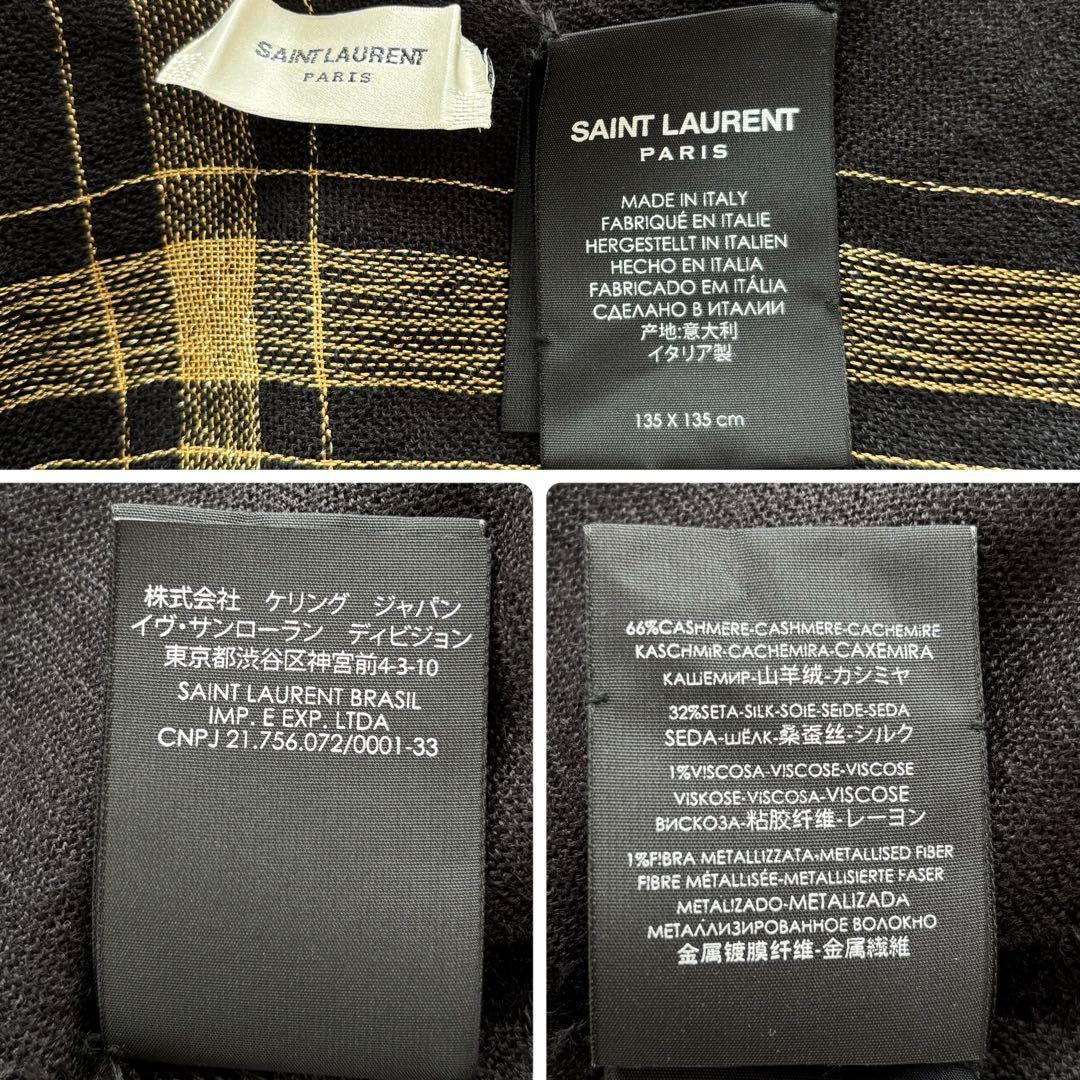 SAINT LAURENT
PARIS
SAINT LAURENT
PARIS
MADE IN ITALY
FABRIQUÉ EN ITALIE
HERGESTELLT IN ITALIEN
HECHO EN ITALIA
FABRICADO EM ITÁLIA
СДЕЛАНО В ИТАЛИИ
产地:意大利
イタリア製
135 X 135 cm
株式会社 ケリング ジャパン
イヴ・サンローラン ディビジョン
東京都渋谷区神宮前4-3-10
SAINT LAURENT BRASIL
IMP. E EXP. LTDA
CNPJ 21.756.072/0001-33
66%CASHMERE-CASHMERE-CACHEMIRE
KASCHMIR-CACHEMIRA-CAXEMIRA
КАШЕМИР-山羊绒-カシミヤ
32%SETA-SILK-SOIE-SEIDE-SEDA
SEDA-ШЁЛК-桑蚕丝-シルク
1%VISCOSA-VISCOSE-VISCOSE
VISKOSE-VISCOSA-VISCOSE
ВИСКОЗА-粘胶纤维-レーヨン
1%FIBRA METALLIZZATA-METALLISED FIBER
FIBRE MÉTALLISÉE-METALLISIERTE FASER
METALIZADO-METALIZADA
МЕТАЛЛИЗИРОВАННОЕ ВОЛОКНО
金属镀膜纤维-金属繊維